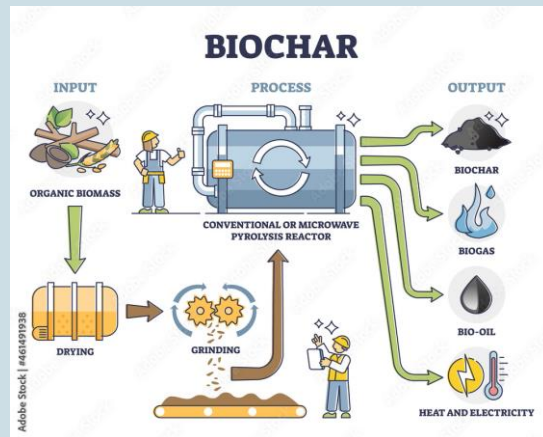 BIOCHAR
INPUT
PROCESS
OUTPUT
ORGANIC BIOMASS
CONVENTIONAL OR MICROWAVE
PYROLYSIS REACTOR
BIOCHAR
BIOGAS
DRYING
GRINDING
BIO-OIL
HEAT AND ELECTRICITY
Adobe Stock | #461491938